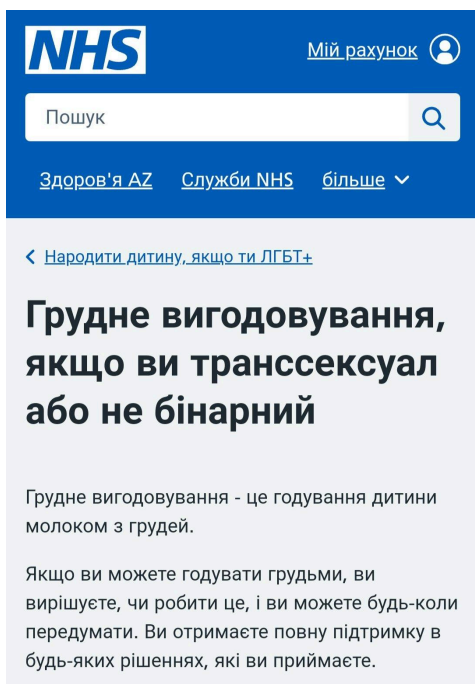 NHS
Мій рахунок
Пошук
Здоров'я AZ Служби NHS більше
Народити дитину, якщо ти ЛГБТ+
Грудне вигодовування,
якщо ви транссексуал
або не бінарний
Грудне вигодовування - це годування дитини
молоком з грудей.
Якщо ви можете годувати грудьми, ви
вирішуєте, чи робити це, і ви можете будь-коли
передумати. Ви отримаєте повну підтримку в
будь-яких рішеннях, які ви приймаєте.